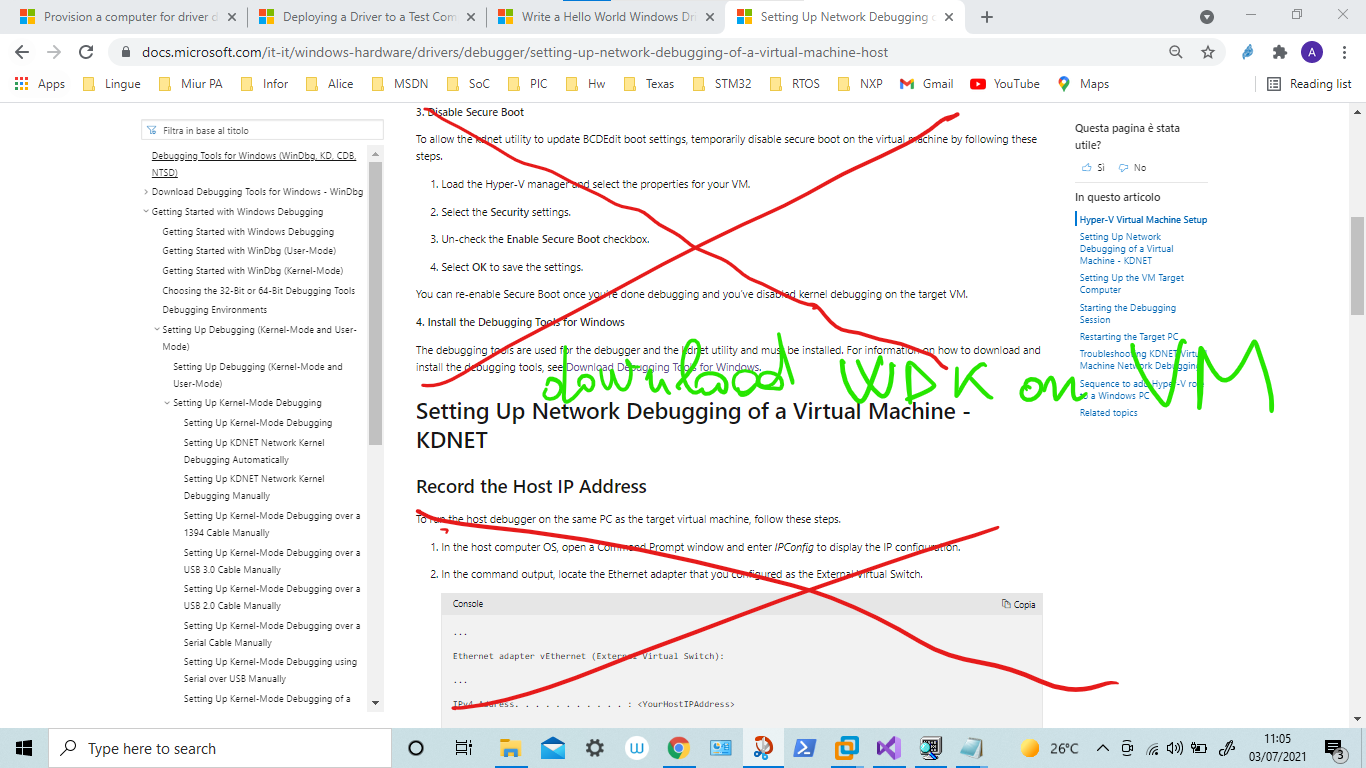 Provision a computer for driver d
Deploying a Driver to a Test Com
Write a Hello World Windows Dri
Setting Up Network Debugging o
docs.microsoft.com/it-it/windows-hardware/drivers/debugger/setting-up-network-debugging-of-a-virtual-machine-host
A
Apps
Lingue
Miur PA
Infor
Alice
MSDN
SoC
PIC
Hw
Texas
STM32
RTOS
NXP
Gmail
YouTube
Maps
Reading list
Filtra in base al titolo
Debugging Tools for Windows (WinDbg, KD, CDB,
NTSD)
Download Debugging Tools for Windows - WinDbg
Getting Started with Windows Debugging
Getting Started with Windows Debugging
Getting Started with WinDbg (User-Mode)
Getting Started with WinDbg (Kernel-Mode)
Choosing the 32-Bit or 64-Bit Debugging Tools
Debugging Environments
Setting Up Debugging (Kernel-Mode and User-
Mode)
Setting Up Debugging (Kernel-Mode and
User-Mode)
Setting Up Kernel-Mode Debugging
Setting Up Kernel-Mode Debugging
Setting Up KDNET Network Kernel
Debugging Automatically
Setting Up KDNET Network Kernel
Debugging Manually
Setting Up Kernel-Mode Debugging over a
1394 Cable Manually
Setting Up Kernel-Mode Debugging over a
USB 3.0 Cable Manually
Setting Up Kernel-Mode Debugging over a
USB 2.0 Cable Manually
Setting Up Kernel-Mode Debugging over a
Serial Cable Manually
Setting Up Kernel-Mode Debugging using
Serial over USB Manually
Setting Up Kernel-Mode Debugging of a
3. Disable Secure Boot
To allow the kdnet utility to update BCDEdit boot settings, temporarily disable secure boot on the virtual machine by following these
steps.
1. Load the Hyper-V manager and select the properties for your VM.
2. Select the Security settings.
3. Un-check the Enable Secure Boot checkbox.
4. Select OK to save the settings.
You can re-enable Secure Boot once you're done debugging and you've disabled kernel debugging on the target VM.
4. Install the Debugging Tools for Windows
The debugging tools are used for the debugger and the kdnet utility and must be installed. For information on how to download and
install the debugging tools, see Download Debugging Tools for Windows.
download WDK on VM
Setting Up Network Debugging of a Virtual Machine -
KDNET
Record the Host IP Address
To run the host debugger on the same PC as the target virtual machine, follow these steps.
1. In the host computer OS, open a Command Prompt window and enter IPConfig to display the IP configuration.
2. In the command output, locate the Ethernet adapter that you configured as the External Virtual Switch.
Console
Copia
...
Ethernet adapter vEthernet (External Virtual Switch):
...
IPv4 Address. . . . . . . . . . . : <YourHostIPAddress>
Questa pagina è stata
utile?
Sì
No
In questo articolo
Hyper-V Virtual Machine Setup
Setting Up Network
Debugging of a Virtual
Machine - KDNET
Setting Up the VM Target
Computer
Starting the Debugging
Session
Restarting the Target PC
Troubleshooting KDNET Virtual
Machine Network Debugging
Sequence to add Hyper-V role
to a Windows PC
Related topics
Type here to search
26°C
11:05
03/07/2021
3